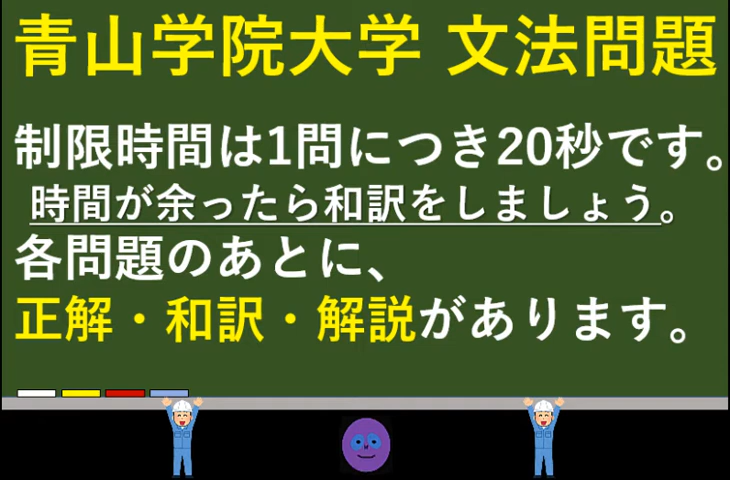 青山学院大学 文法問題
制限時間は1問につき20秒です。
時間が余ったら和訳をしましょう。
各問題のあとに、
正解・和訳・解説があります。